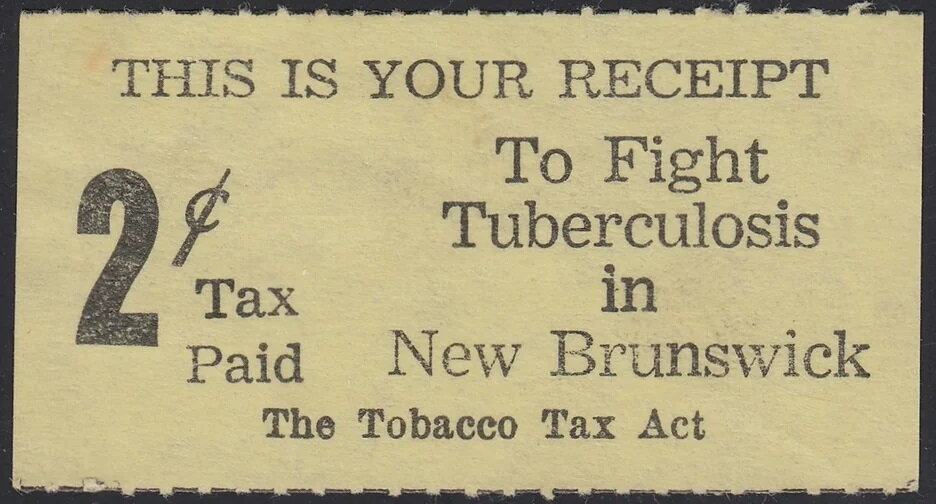 THIS IS YOUR RECEIPT
2¢
Tax
Paid
To Fight
Tuberculosis
in
New Brunswick
The Tobacco Tax Act